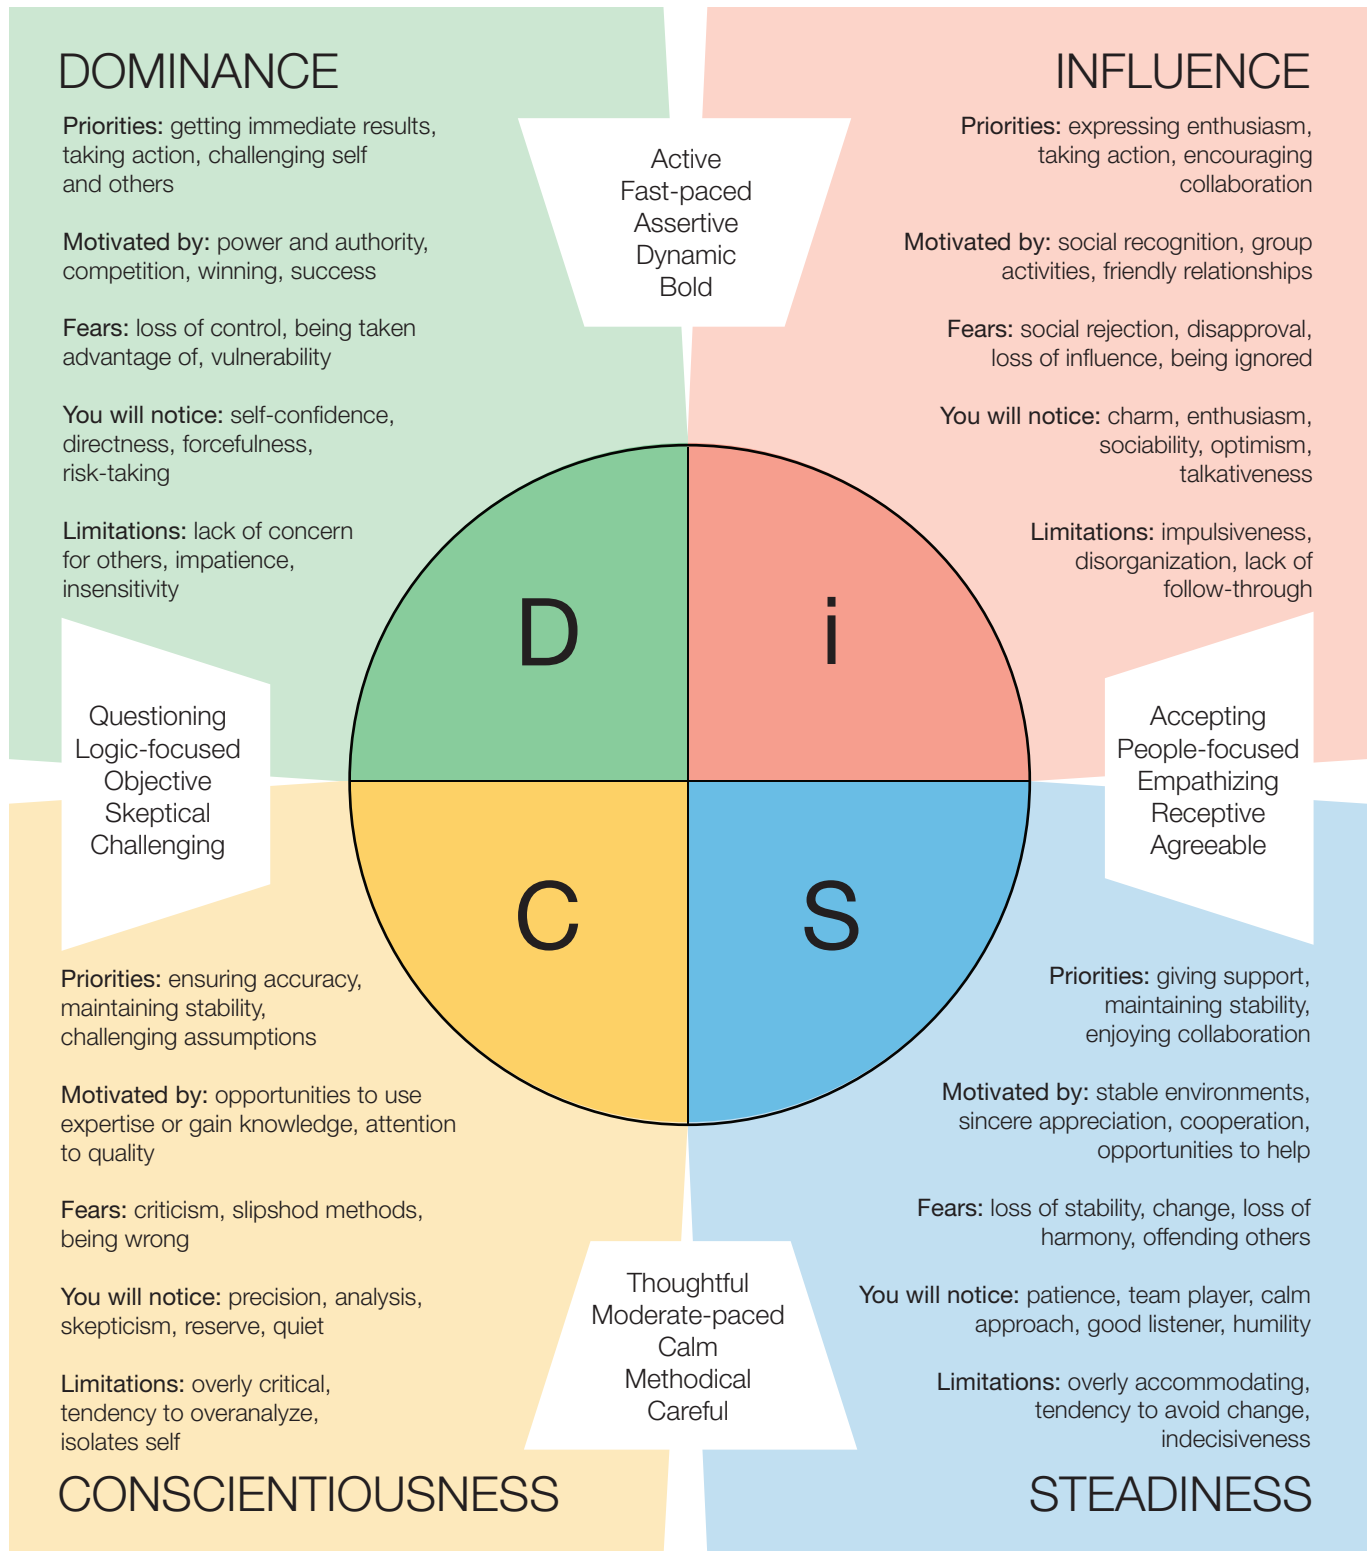 DOMINANCE
Priorities: getting immediate results,
taking action, challenging self
and others
Motivated by: power and authority,
competition, winning, success
Fears: loss of control, being taken
advantage of, vulnerability
You will notice: self-confidence,
directness, forcefulness,
risk-taking
Limitations: lack of concern
for others, impatience,
insensitivity
Active
Fast-paced
Assertive
Dynamic
Bold
INFLUENCE
Priorities: expressing enthusiasm,
taking action, encouraging
collaboration
Motivated by: social recognition, group
activities, friendly relationships
Fears: social rejection, disapproval,
loss of influence, being ignored
You will notice: charm, enthusiasm,
sociability, optimism,
talkativeness
Limitations: impulsiveness,
disorganization, lack of
follow-through
D
i
Questioning
Logic-focused
Objective
Skeptical
Challenging
Accepting
People-focused
Empathizing
Receptive
Agreeable
C
S
Priorities: ensuring accuracy,
maintaining stability,
challenging assumptions
Motivated by: opportunities to use
expertise or gain knowledge, attention
to quality
Fears: criticism, slipshod methods,
being wrong
You will notice: precision, analysis,
skepticism, reserve, quiet
Limitations: overly critical,
tendency to overanalyze,
isolates self
CONSCIENTIOUSNESS
Thoughtful
Moderate-paced
Calm
Methodical
Careful
Priorities: giving support,
maintaining stability,
enjoying collaboration
Motivated by: stable environments,
sincere appreciation, cooperation,
opportunities to help
Fears: loss of stability, change, loss of
harmony, offending others
You will notice: patience, team player, calm
approach, good listener, humility
Limitations: overly accommodating,
tendency to avoid change,
indecisiveness
STEADINESS